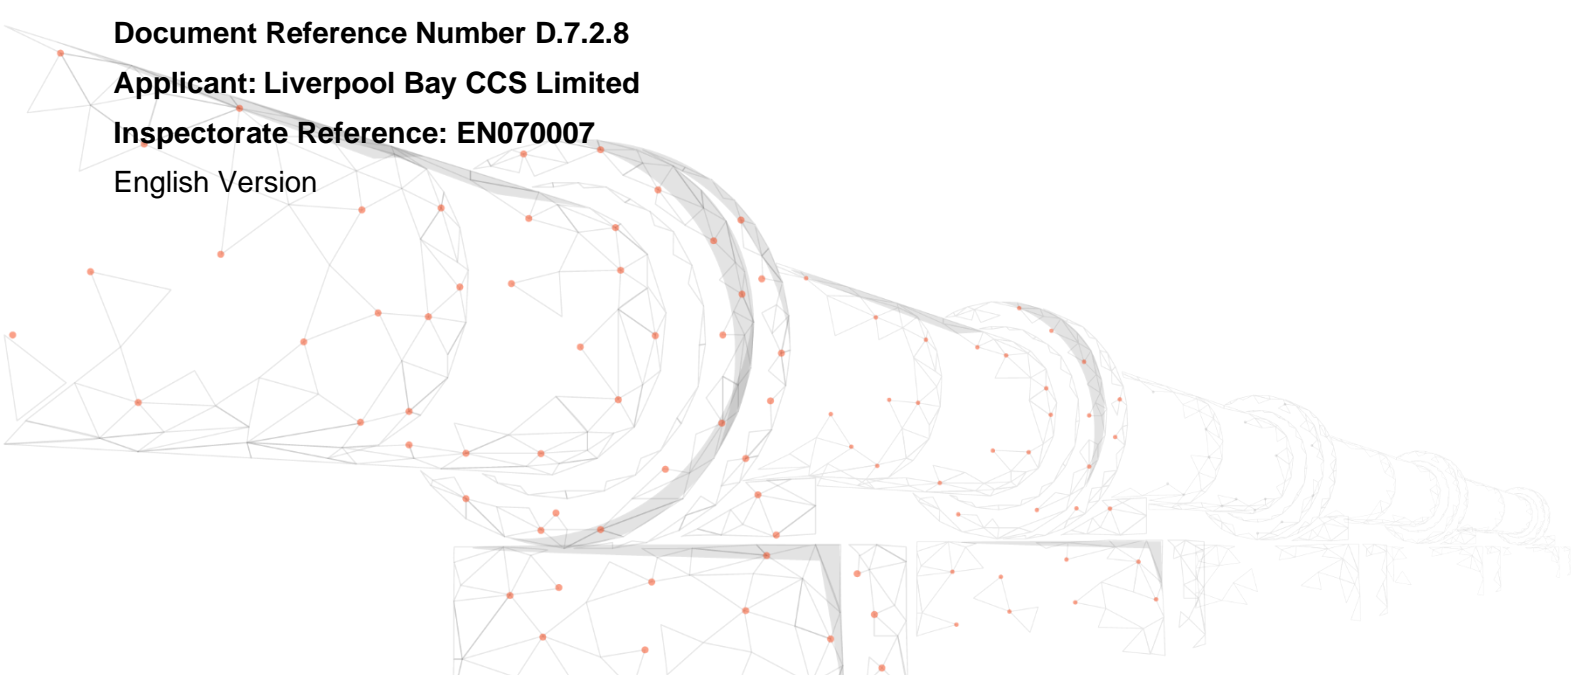 Document Reference Number D.7.2.8
Applicant: Liverpool Bay CCS Limited
Inspectorate Reference: EN070007
English Version